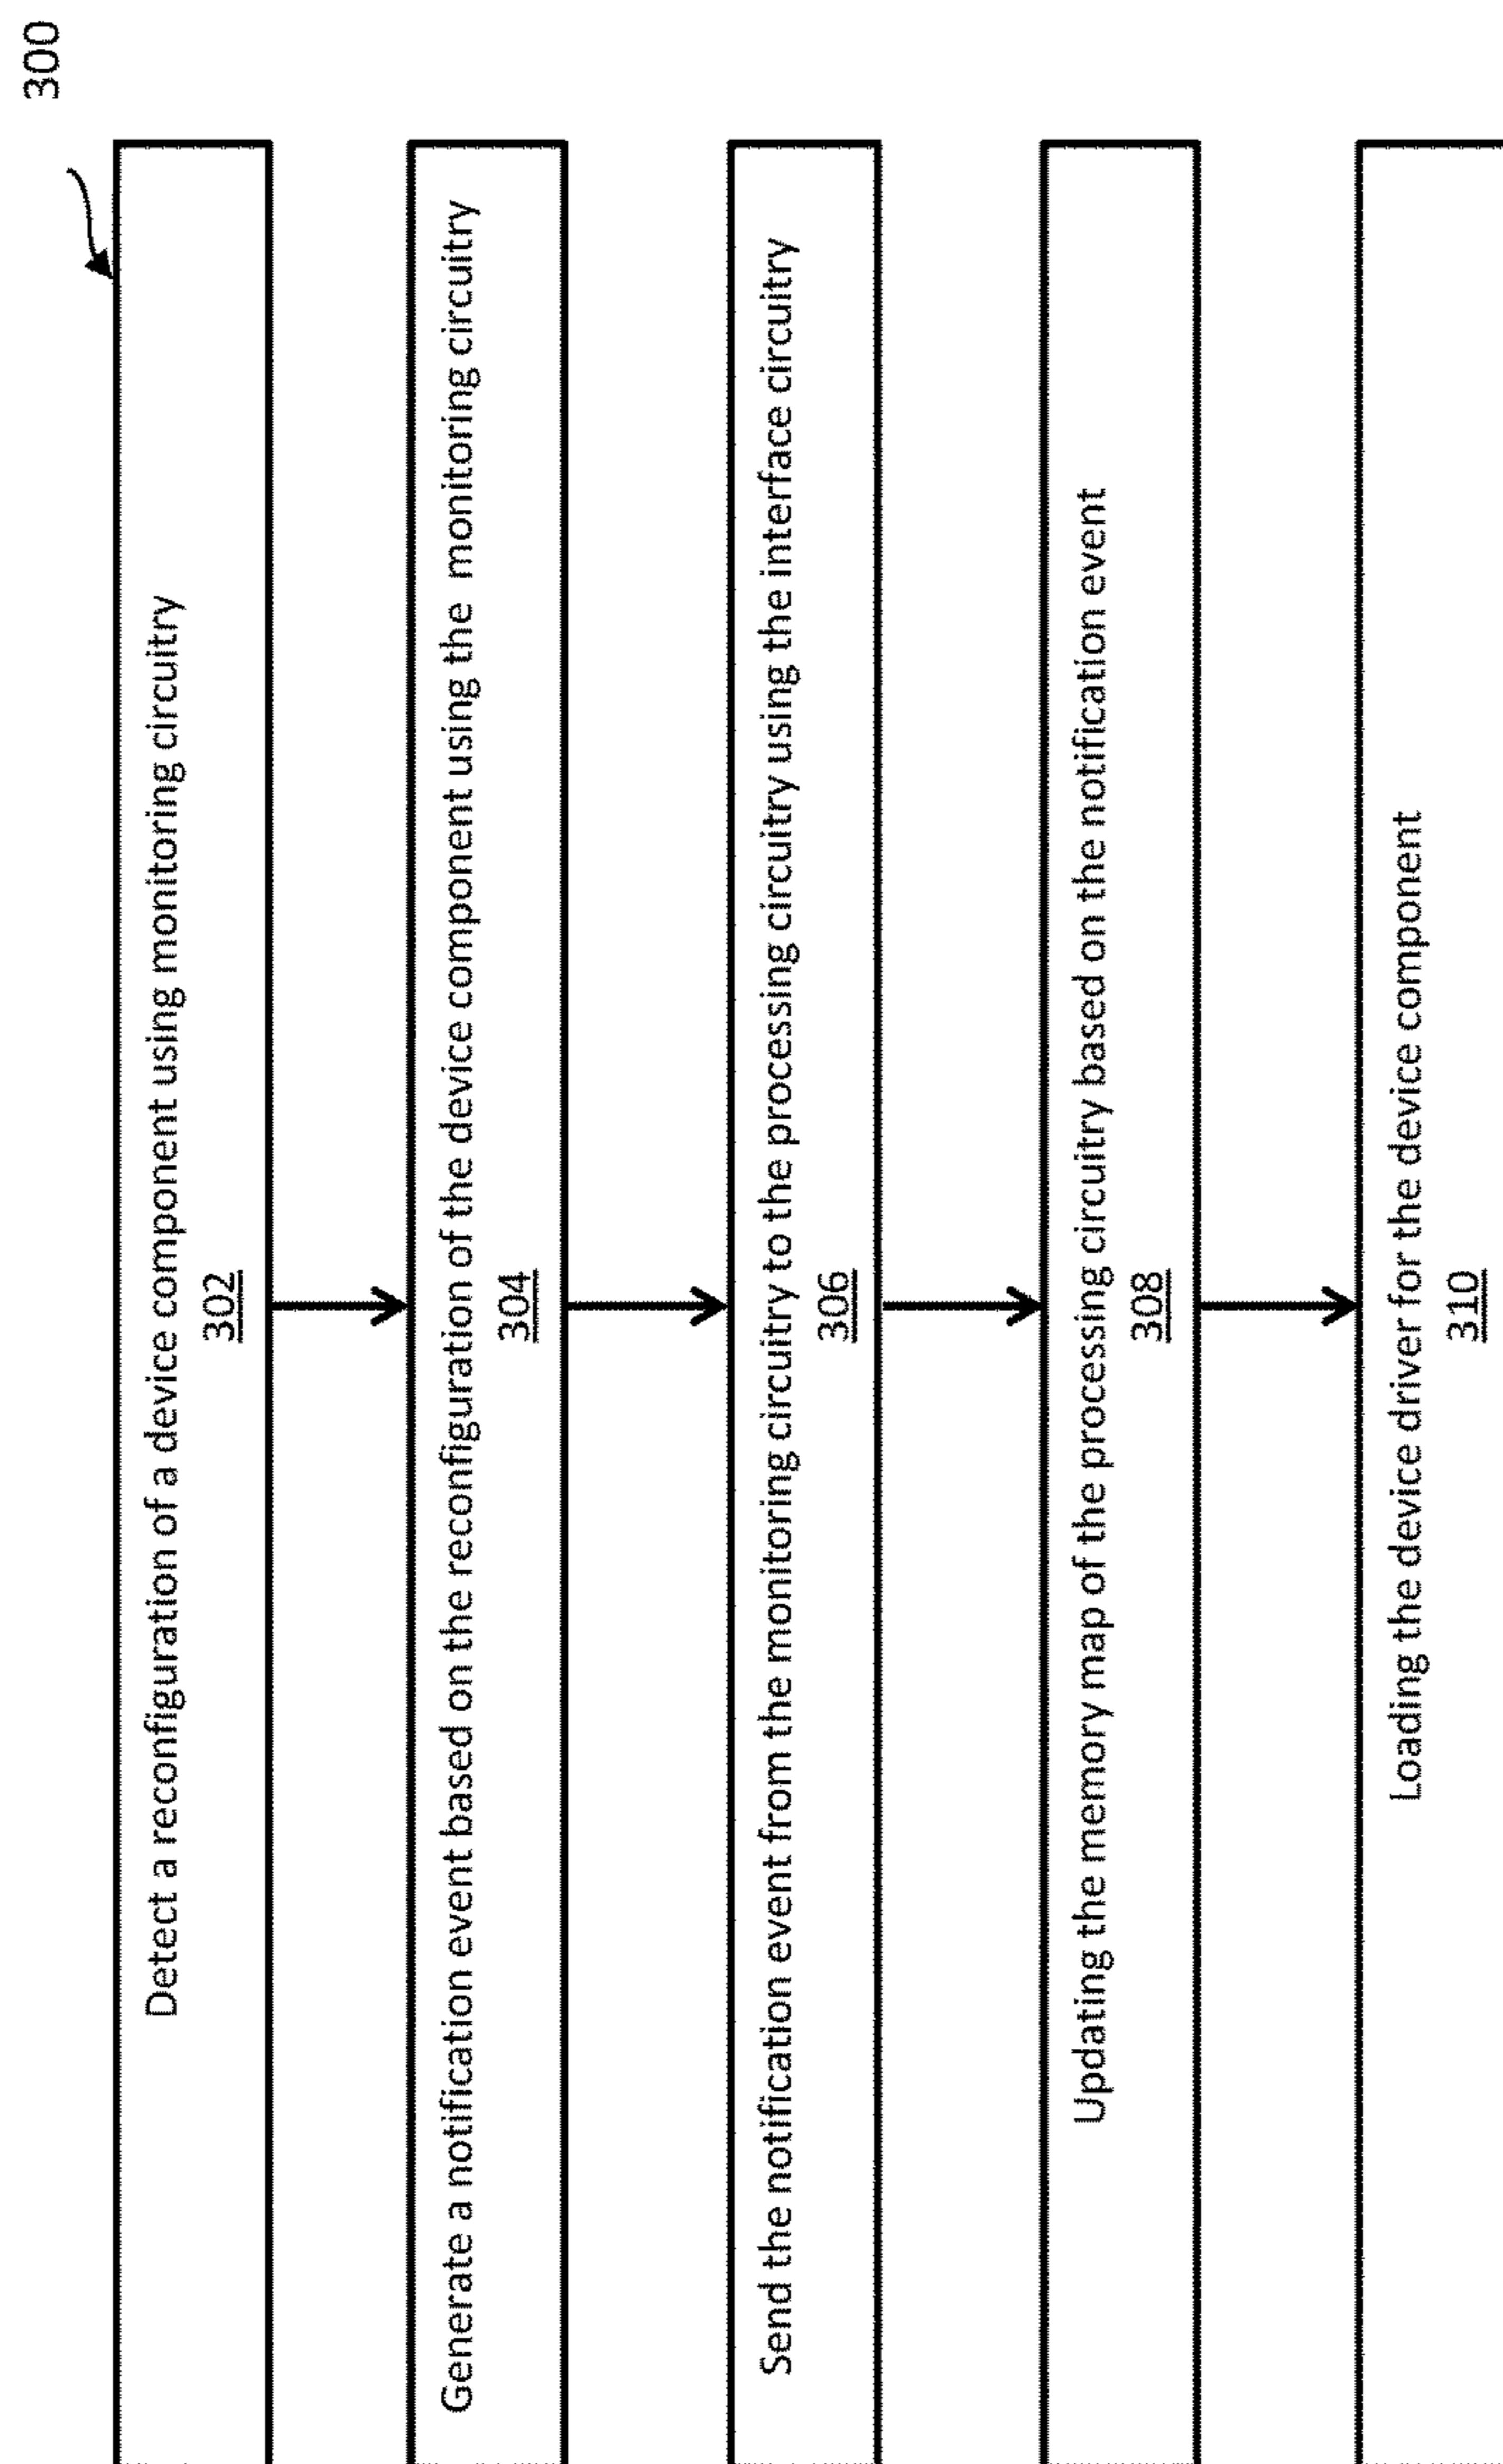 300
Detect a reconfiguration of a device component using monitoring circuitry
302
Generate a notification event based on the reconfiguration of the device component using the monitoring circuitry
304
Send the notification event from the monitoring circuitry to the processing circuitry using the interface circuitry
306
Updating the memory map of the processing circuitry based on the notification event
308
Loading the device driver for the device component
310